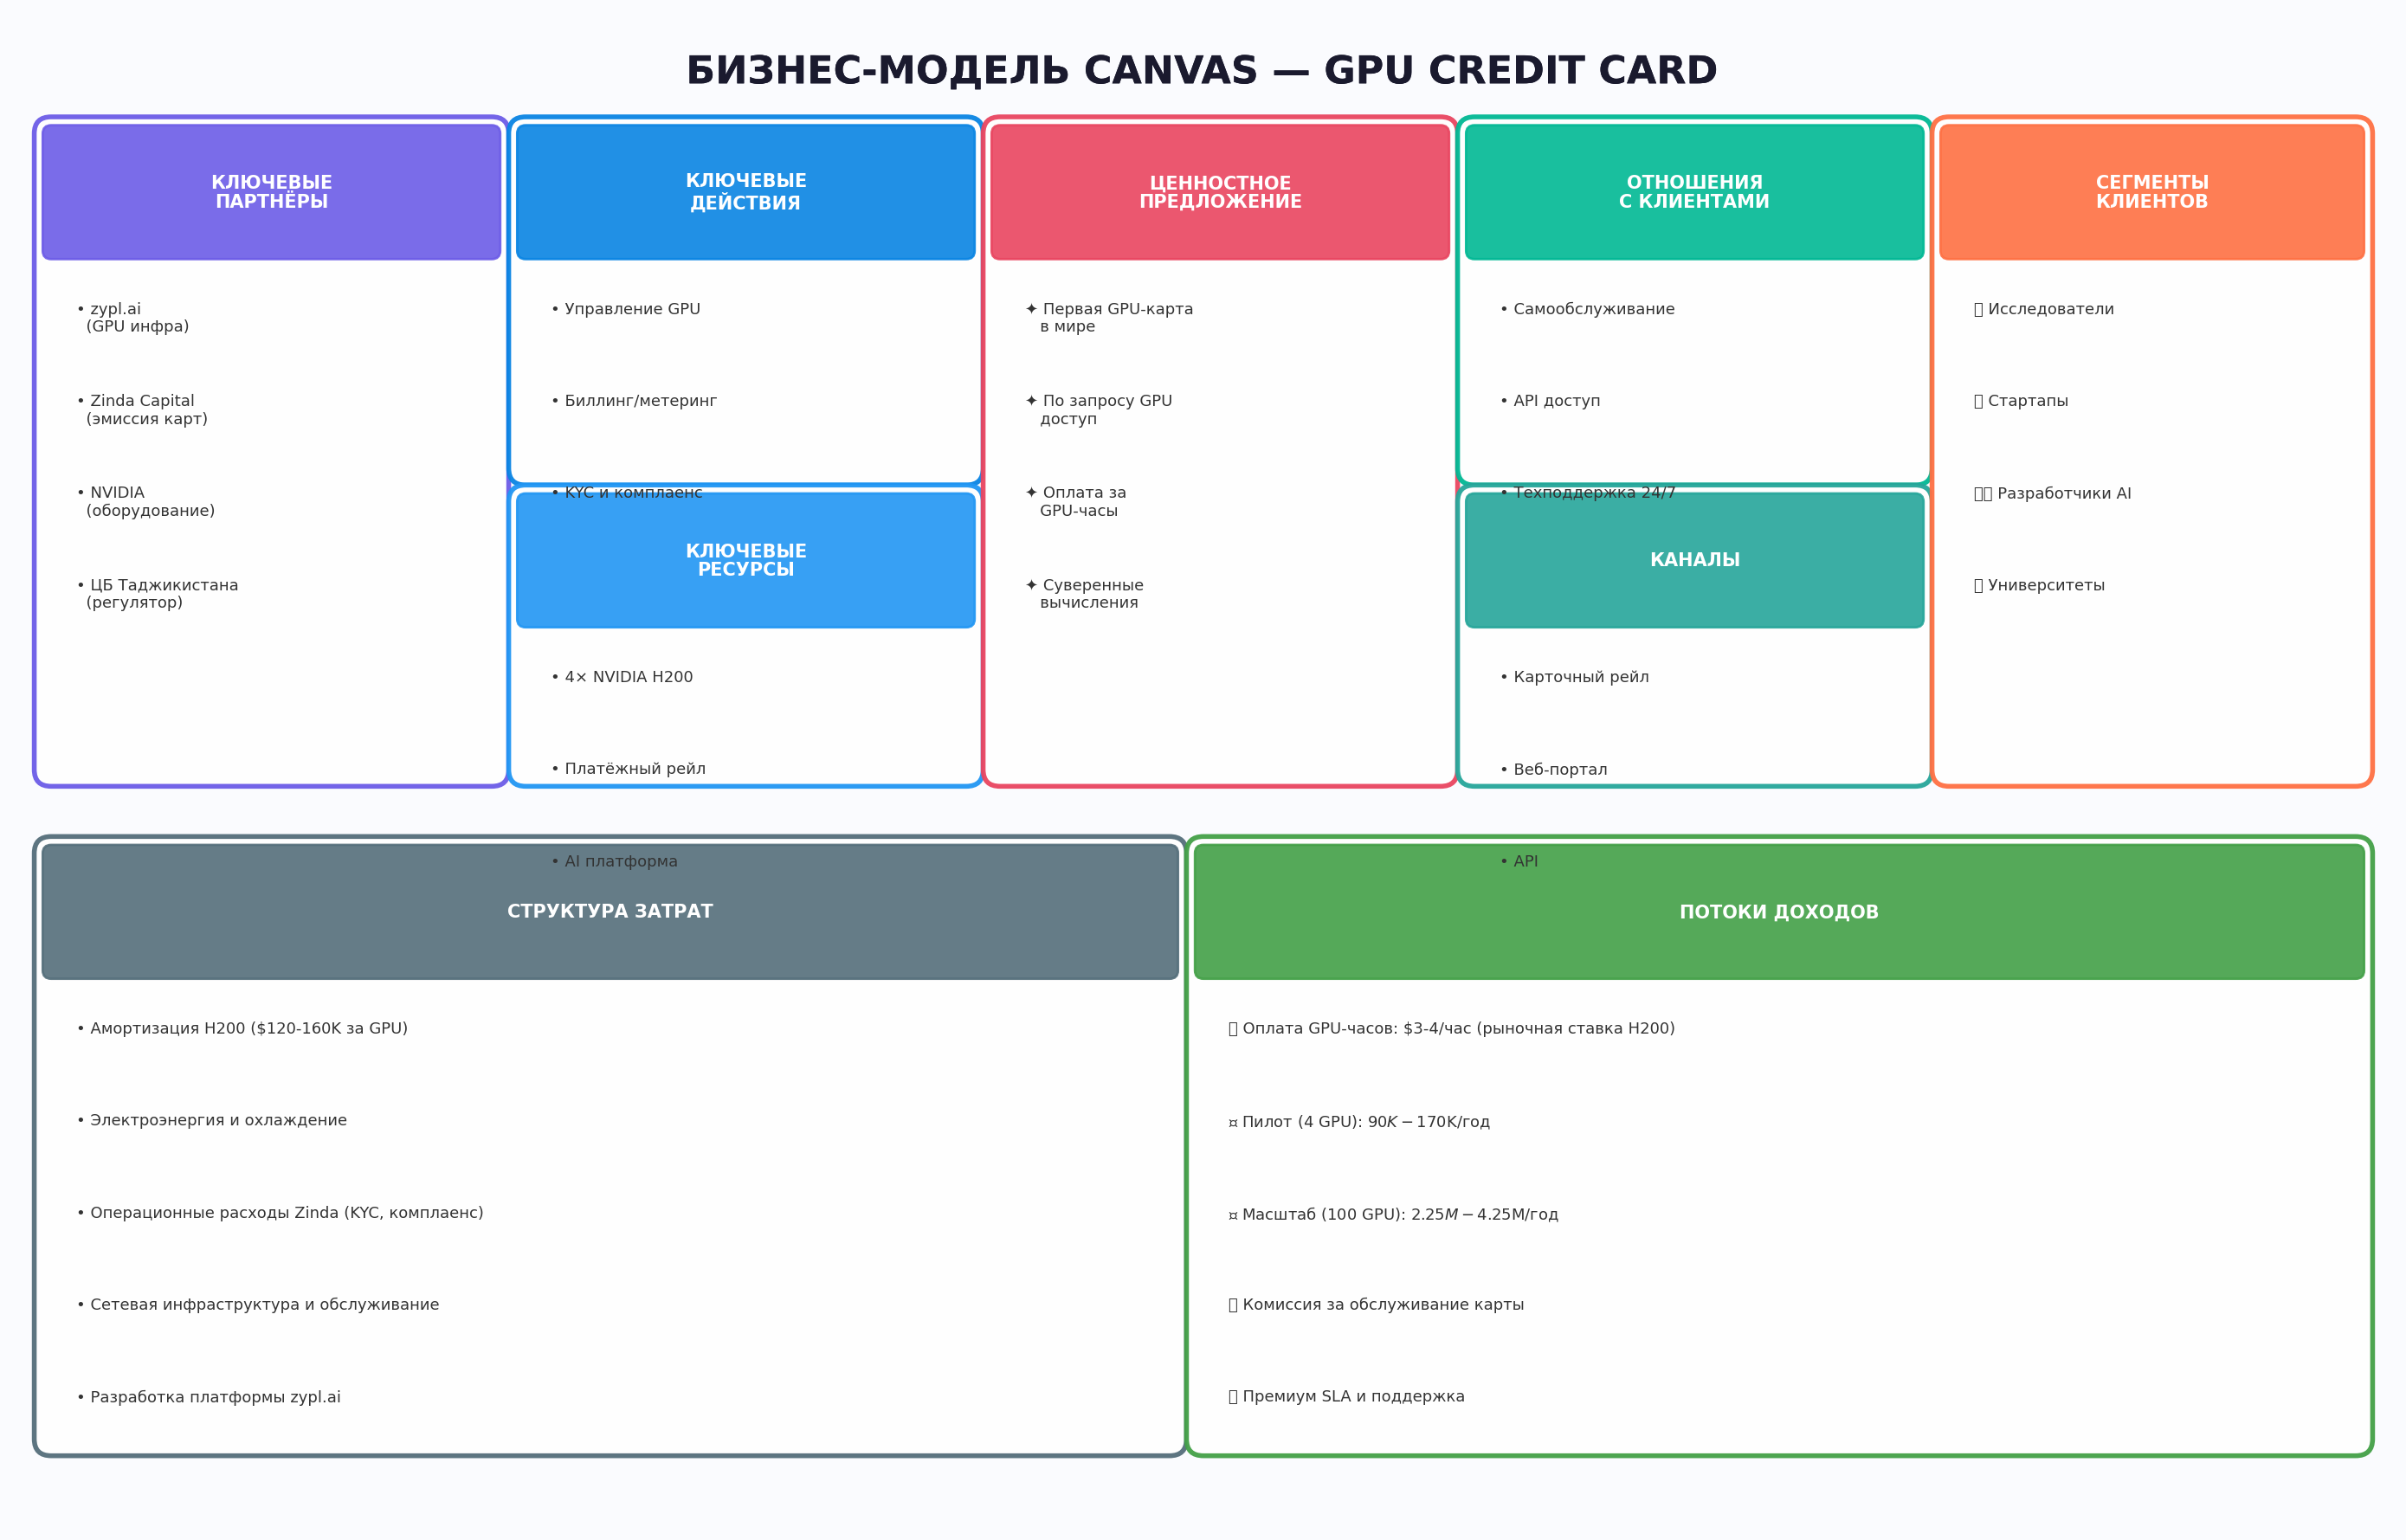 БИЗНЕС-МОДЕЛЬ CANVAS — GPU CREDIT CARD
КЛЮЧЕВЫЕ
ПАРТНЁРЫ
• zypl.ai
(GPU инфра)
• Zinda Capital
(эмиссия карт)
• NVIDIA
(оборудование)
• ЦБ Таджикистана
(регулятор)
КЛЮЧЕВЫЕ
ДЕЙСТВИЯ
• Управление GPU
• Биллинг/метеринг
• KYC и комплаенс
КЛЮЧЕВЫЕ
РЕСУРСЫ
• 4× NVIDIA H200
• Платёжный рейл
• AI платформа
ЦЕННОСТНОЕ
ПРЕДЛОЖЕНИЕ
✦ Первая GPU-карта
в мире
✦ По запросу GPU
доступ
✦ Оплата за
GPU-часы
✦ Суверенные
вычисления
ОТНОШЕНИЯ
С КЛИЕНТАМИ
• Самообслуживание
• API доступ
• Техподдержка 24/7
КАНАЛЫ
• Карточный рейл
• Веб-портал
• API
СЕГМЕНТЫ
КЛИЕНТОВ
Исследователи
Стартапы
Разработчики AI
Университеты
СТРУКТУРА ЗАТРАТ
• Амортизация H200 ($120-160K за GPU)
• Электроэнергия и охлаждение
• Операционные расходы Zinda (KYC, комплаенс)
• Сетевая инфраструктура и обслуживание
• Разработка платформы zypl.ai
ПОТОКИ ДОХОДОВ
Оплата GPU-часов: $3-4/час (рыночная ставка H200)
Пилот (4 GPU): 90K − 170K/год
Масштаб (100 GPU): 2.25M − 4.25M/год
Комиссия за обслуживание карты
Премиум SLA и поддержка